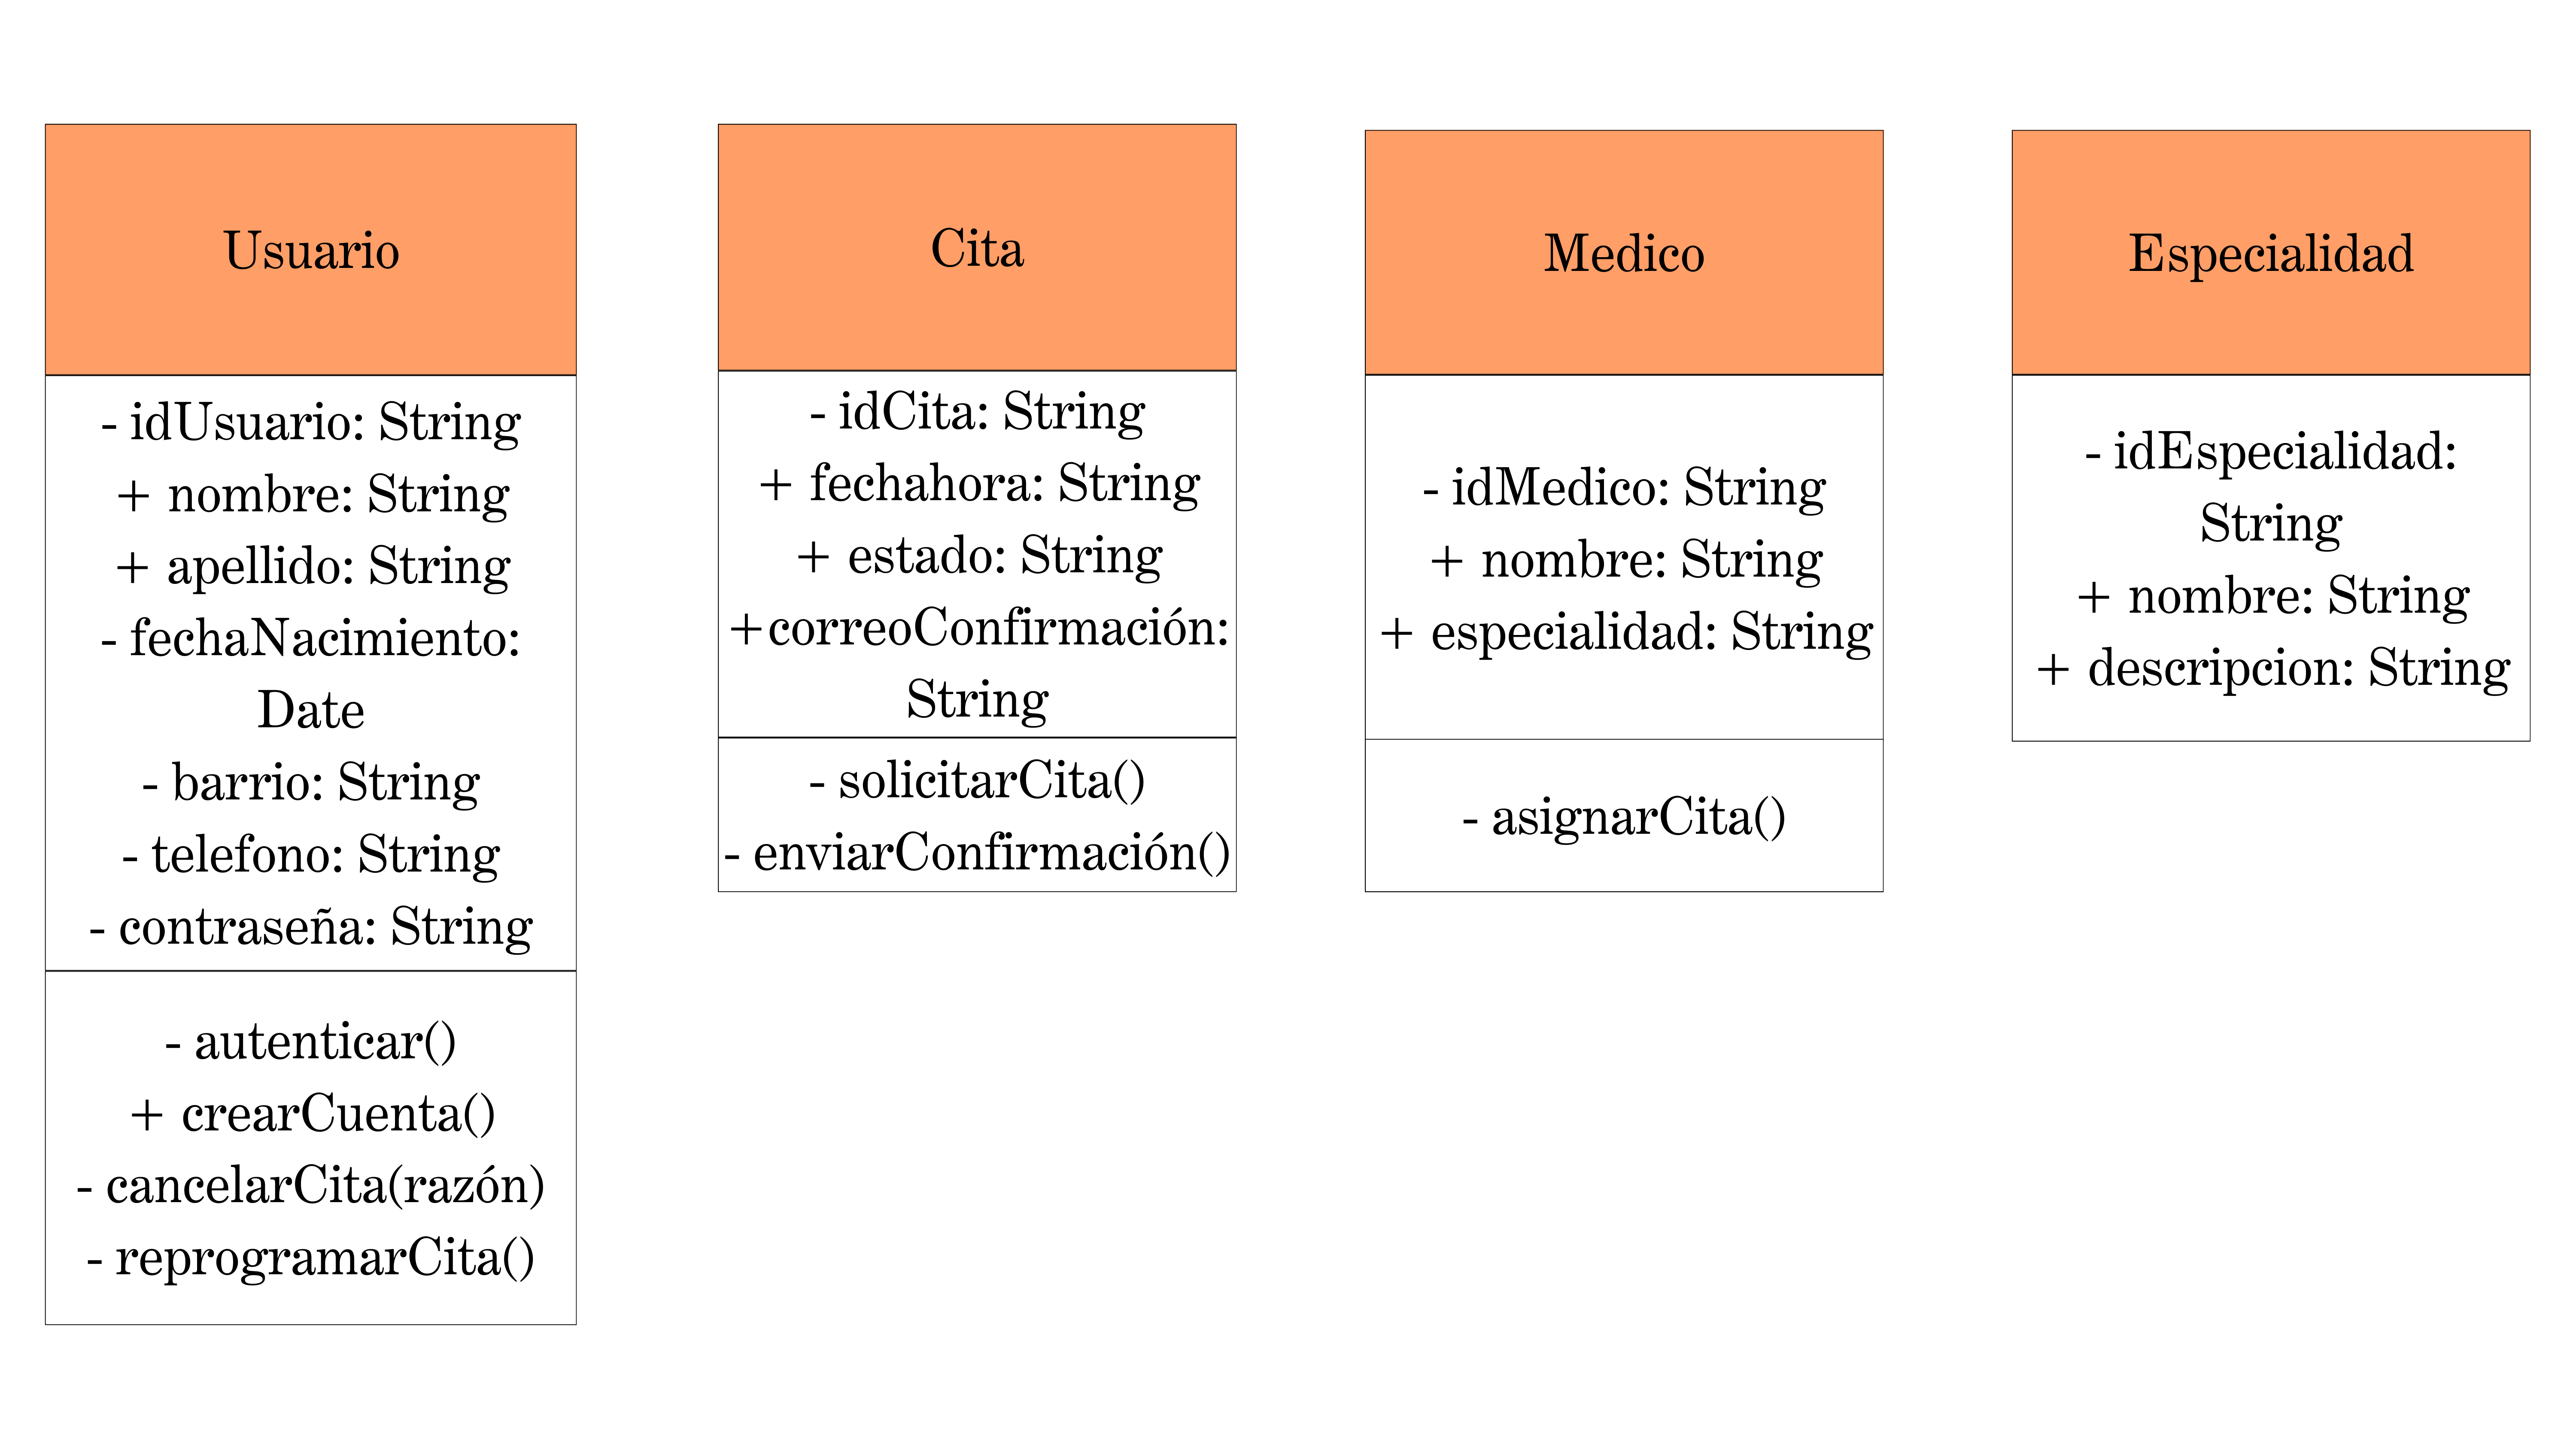 Usuario
- idUsuario: String
+ nombre: String
+ apellido: String
- fechaNacimiento:
Date
- barrio: String
- telefono: String
- contraseña: String
- autenticar()
+ crearCuenta()
- cancelarCita(razón)
- reprogramarCita()
Cita
- idCita: String
+ fechahora: String
+ estado: String
+correoConfirmación:
String
- solicitarCita()
- enviarConfirmación()
Medico
- idMedico: String
+ nombre: String
+ especialidad: String
- asignarCita()
Especialidad
- idEspecialidad:
String
+ nombre: String
+ descripcion: String